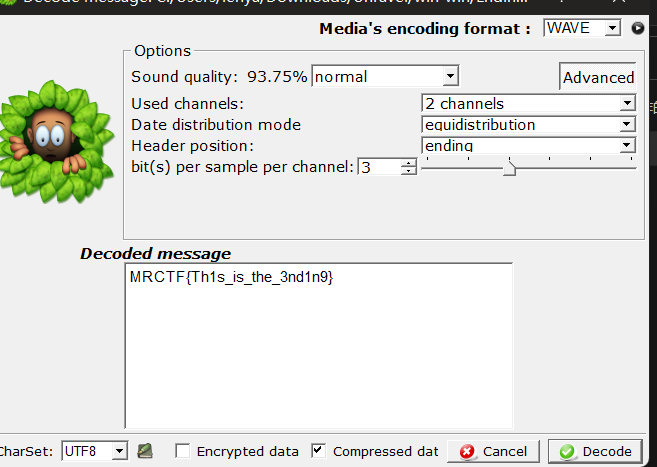 Media's encoding format : WAVE
Options
Sound quality: 93.75% normal
Advanced
Used channels: 2 channels
Date distribution mode equidistribution
Header position: ending
bit(s) per sample per channel: 3
Decoded message
MRCTF{Th1s_is_the_3nd1n9}
CharSet: UTF8 Encrypted data Compressed dat Cancel Decode